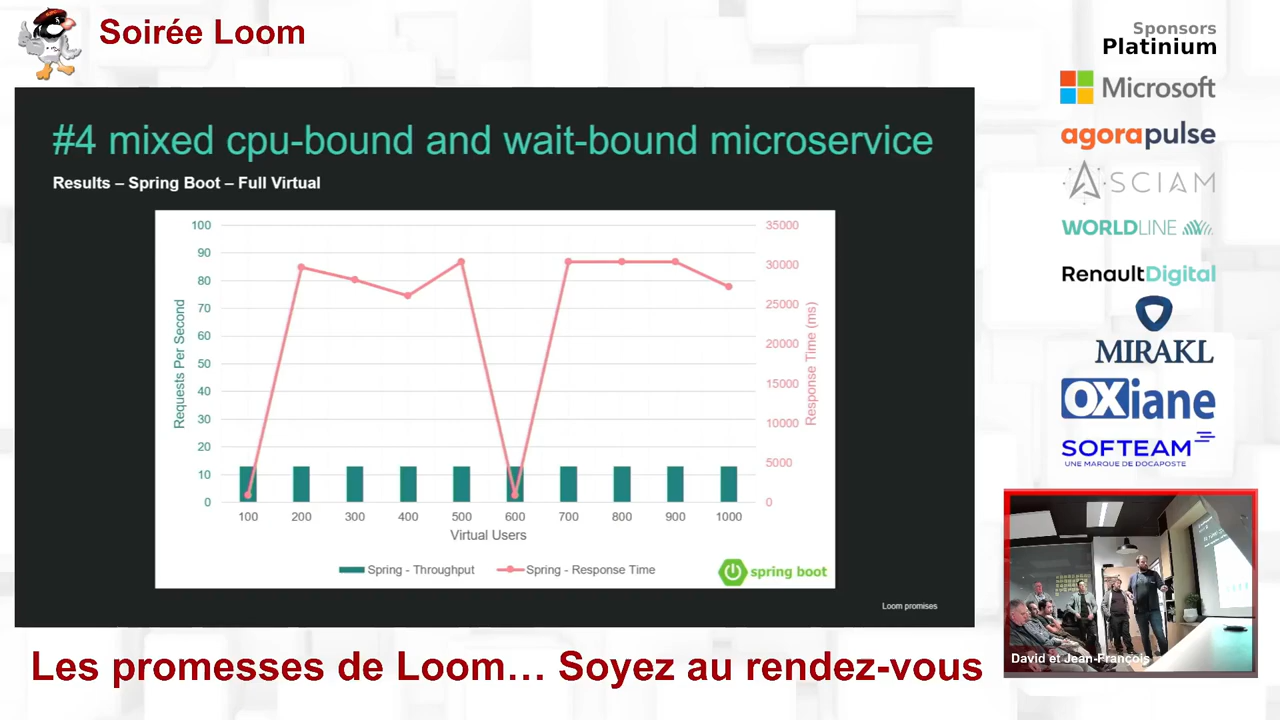 Soirée Loom
Sponsors
Platinium
Microsoft
agorapulse
ASCIAM
WORLDLINE
RenaultDigital
MIRAKL
OXiane
SOFTEAM
UNE MARQUE DE DOCAPOSTE
#4 mixed cpu-bound and wait-bound microservice
Results – Spring Boot – Full Virtual
100
90
80
70
60
50
40
30
20
10
0
Requests Per Second
35000
30000
25000
20000
15000
10000
5000
0
Response Time (ms)
100 200 300 400 500 600 700 800 900 1000
Virtual Users
Spring - Throughput Spring - Response Time
spring boot
Loom promises
David et Jean-François
Les promesses de Loom… Soyez au rendez-vous